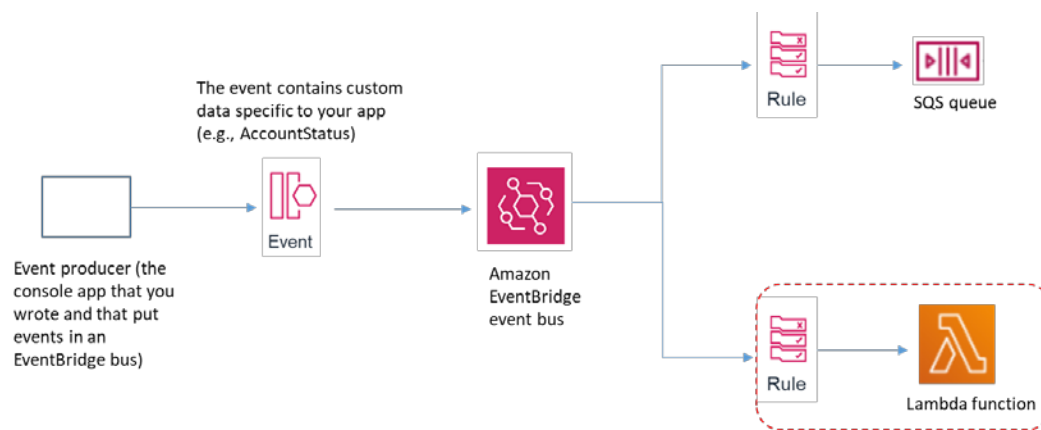 The event contains custom
data specific to your app
(e.g., AccountStatus)
Rule
SQS queue
Event
Event producer (the
console app that you
wrote and that put
events in an
EventBridge bus)
Amazon
EventBridge
event bus
Rule
Lambda function